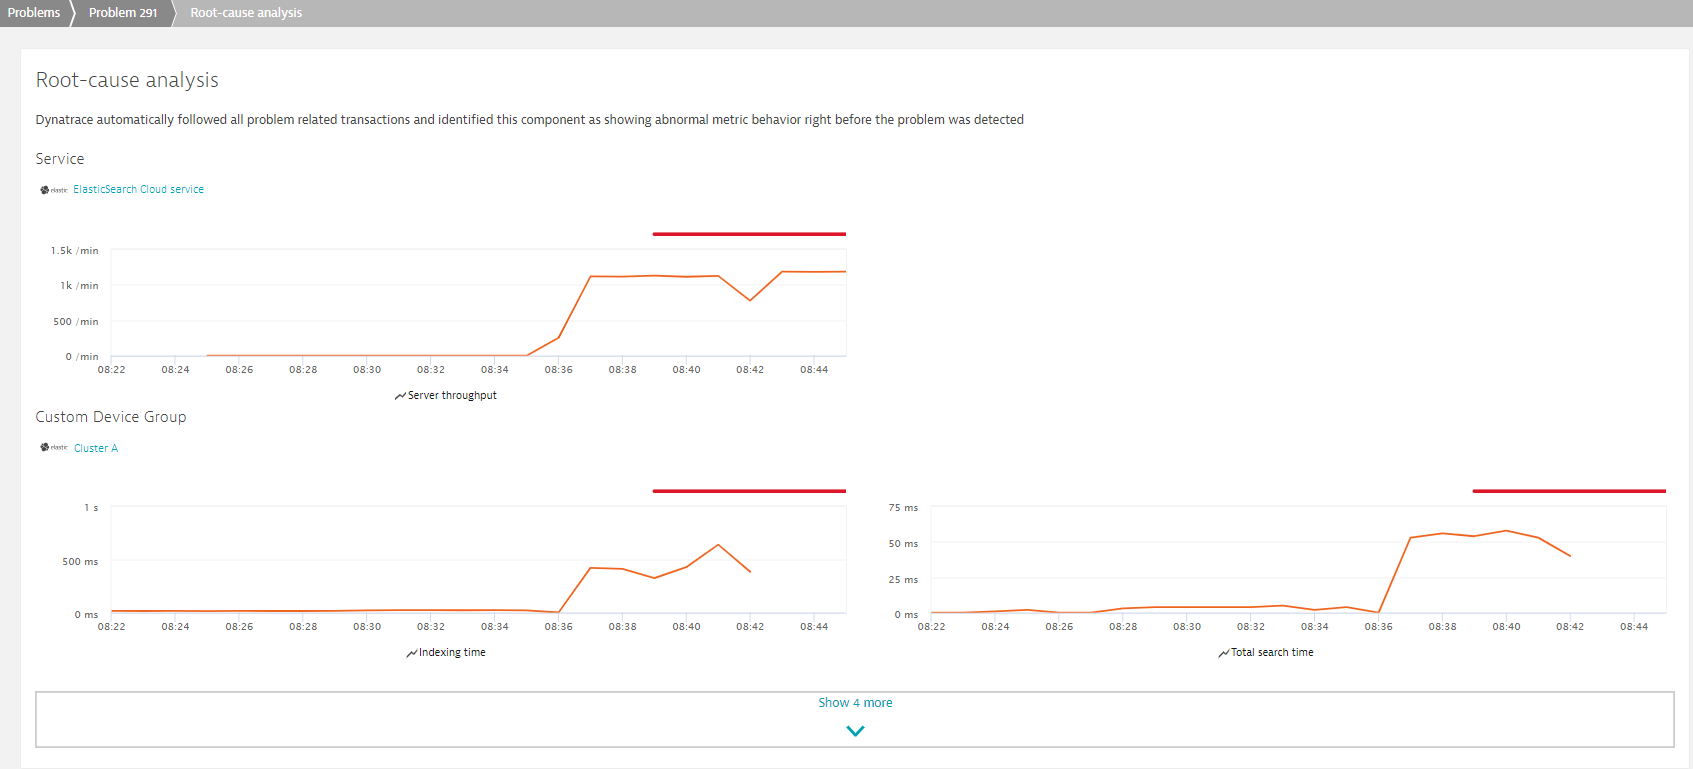 Problems
Problem 291
Root-cause analysis
Root-cause analysis
Dynatrace automatically followed all problem related transactions and identified this component as showing abnormal metric behavior right before the problem was detected
Service
elastic ElasticSearch Cloud service
1.5k /min
1k /min
500 /min
0 /min
08:22 08:24 08:26 08:28 08:30 08:32 08:34 08:36 08:38 08:40 08:42 08:44
Server throughput
Custom Device Group
elastic Cluster A
1 s
500 ms
0 ms
08:22 08:24 08:26 08:28 08:30 08:32 08:34 08:36 08:38 08:40 08:42 08:44
Indexing time
75 ms
50 ms
25 ms
0 ms
08:22 08:24 08:26 08:28 08:30 08:32 08:34 08:36 08:38 08:40 08:42 08:44
Total search time
Show 4 more